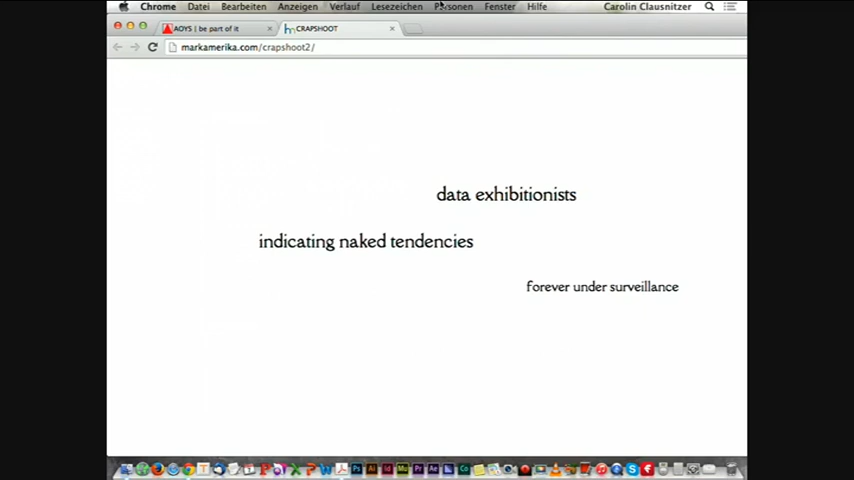 Chrome Datei Bearbeiten Anzeigen Verlauf Lesezeichen Personen Fenster Hilfe Carolin Clausnitzer
AOYS | be part of it CRAPSHOOT
markamerika.com/crapshoot2/
data exhibitionists
indicating naked tendencies
forever under surveillance